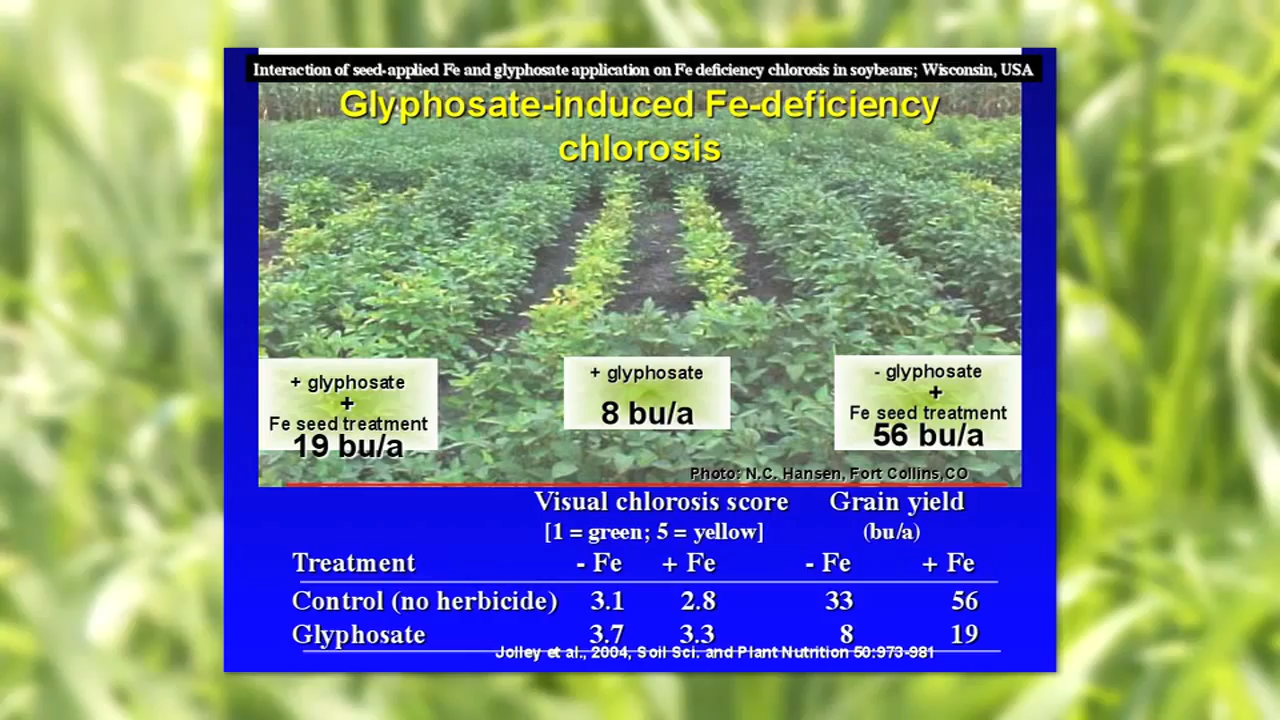 Interaction of seed-applied Fe and glyphosate application on Fe deficiency chlorosis in soybeans; Wisconsin, USA
Glyphosate-induced Fe-deficiency
chlorosis
+ glyphosate
+
Fe seed treatment
19 bu/a
+ glyphosate
8 bu/a
- glyphosate
+
Fe seed treatment
56 bu/a
Photo: N.C. Hansen, Fort Collins,CO
Visual chlorosis score Grain yield
[1 = green; 5 = yellow] (bu/a)
Treatment - Fe + Fe - Fe + Fe
Control (no herbicide) 3.1 2.8 33 56
Glyphosate 3.7 3.3 8 19
Jolley et al., 2004, Soil Sci. and Plant Nutrition 50:973-981